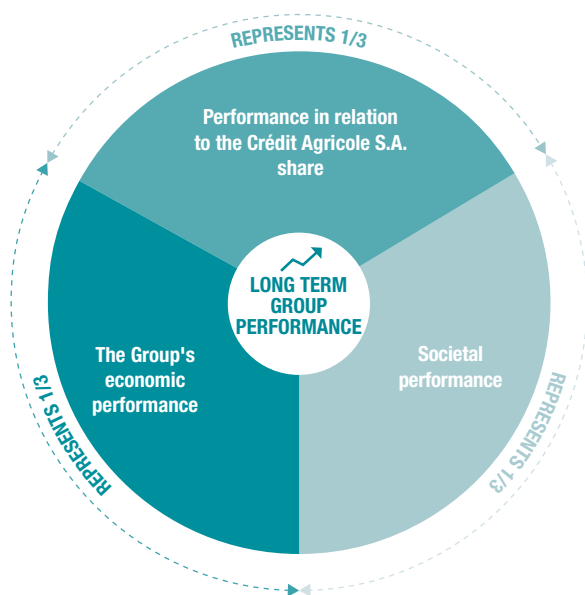 REPRESENTS 1/3
Performance in relation
to the Crédit Agricole S.A.
share
LONG TERM
GROUP
PERFORMANCE
The Group's
economic
performance
Societal
performance
REPRESENTS 1/3
REPRESENTS 1/3